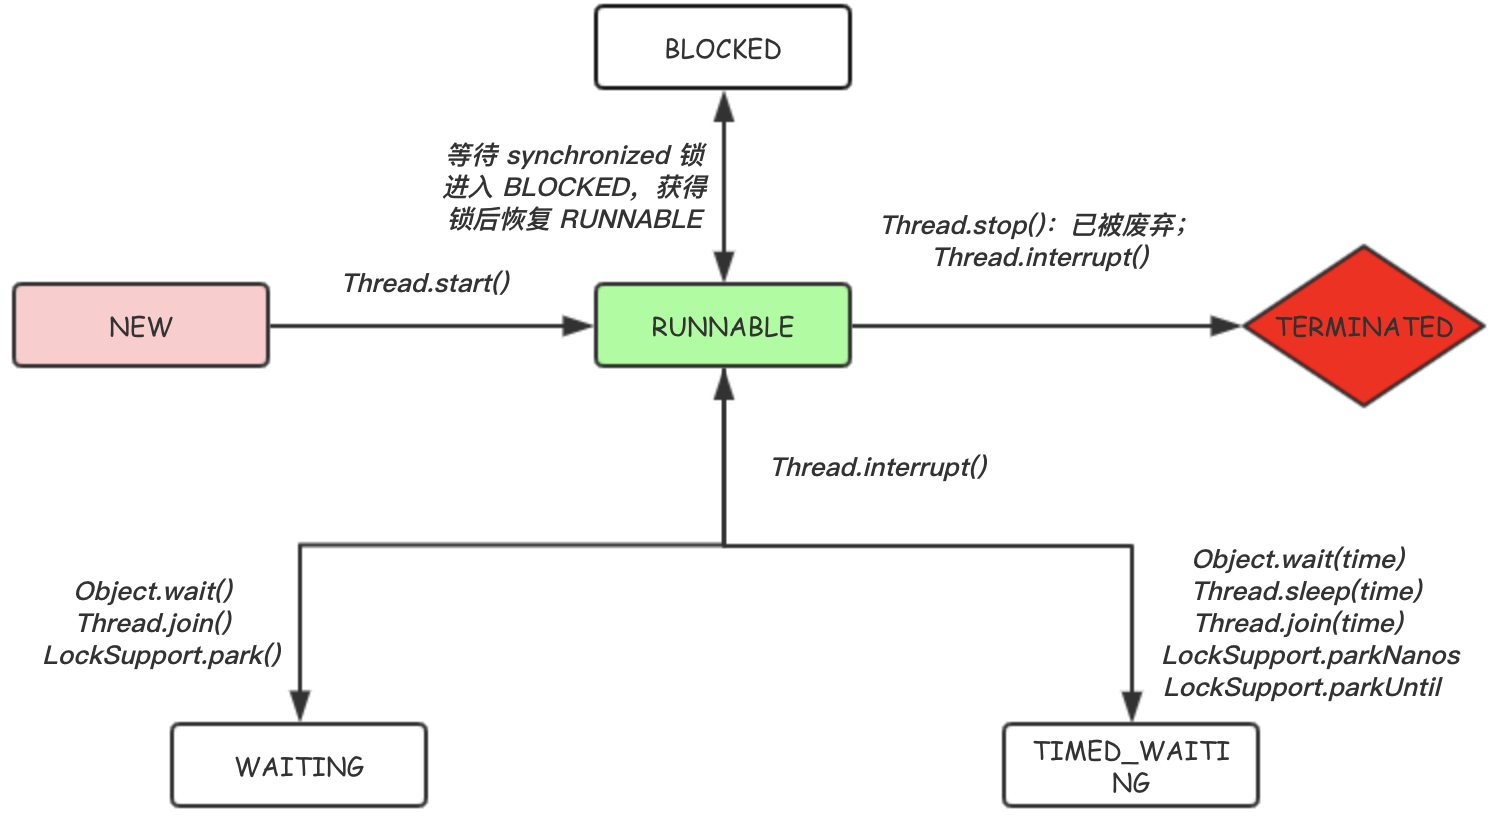 BLOCKED
等待 synchronized 锁
进入 BLOCKED，获得
锁后恢复 RUNNABLE
Thread.stop()：已被废弃；
Thread.interrupt()
Thread.start()
NEW
RUNNABLE
TERMINATED
Thread.interrupt()
Object.wait()
Thread.join()
LockSupport.park()
Object.wait(time)
Thread.sleep(time)
Thread.join(time)
LockSupport.parkNanos
LockSupport.parkUntil
WAITING
TIMED_WAITI
NG